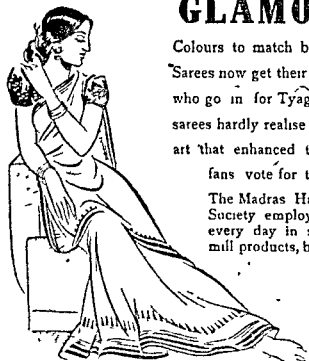 GLAMO
Colours to match b
Sarees now get their
who go in for Tyag
sarees hardly realise
art that enhanced t
fans vote for t
The Madras Ha
Society employ
every day in s
mill products, b